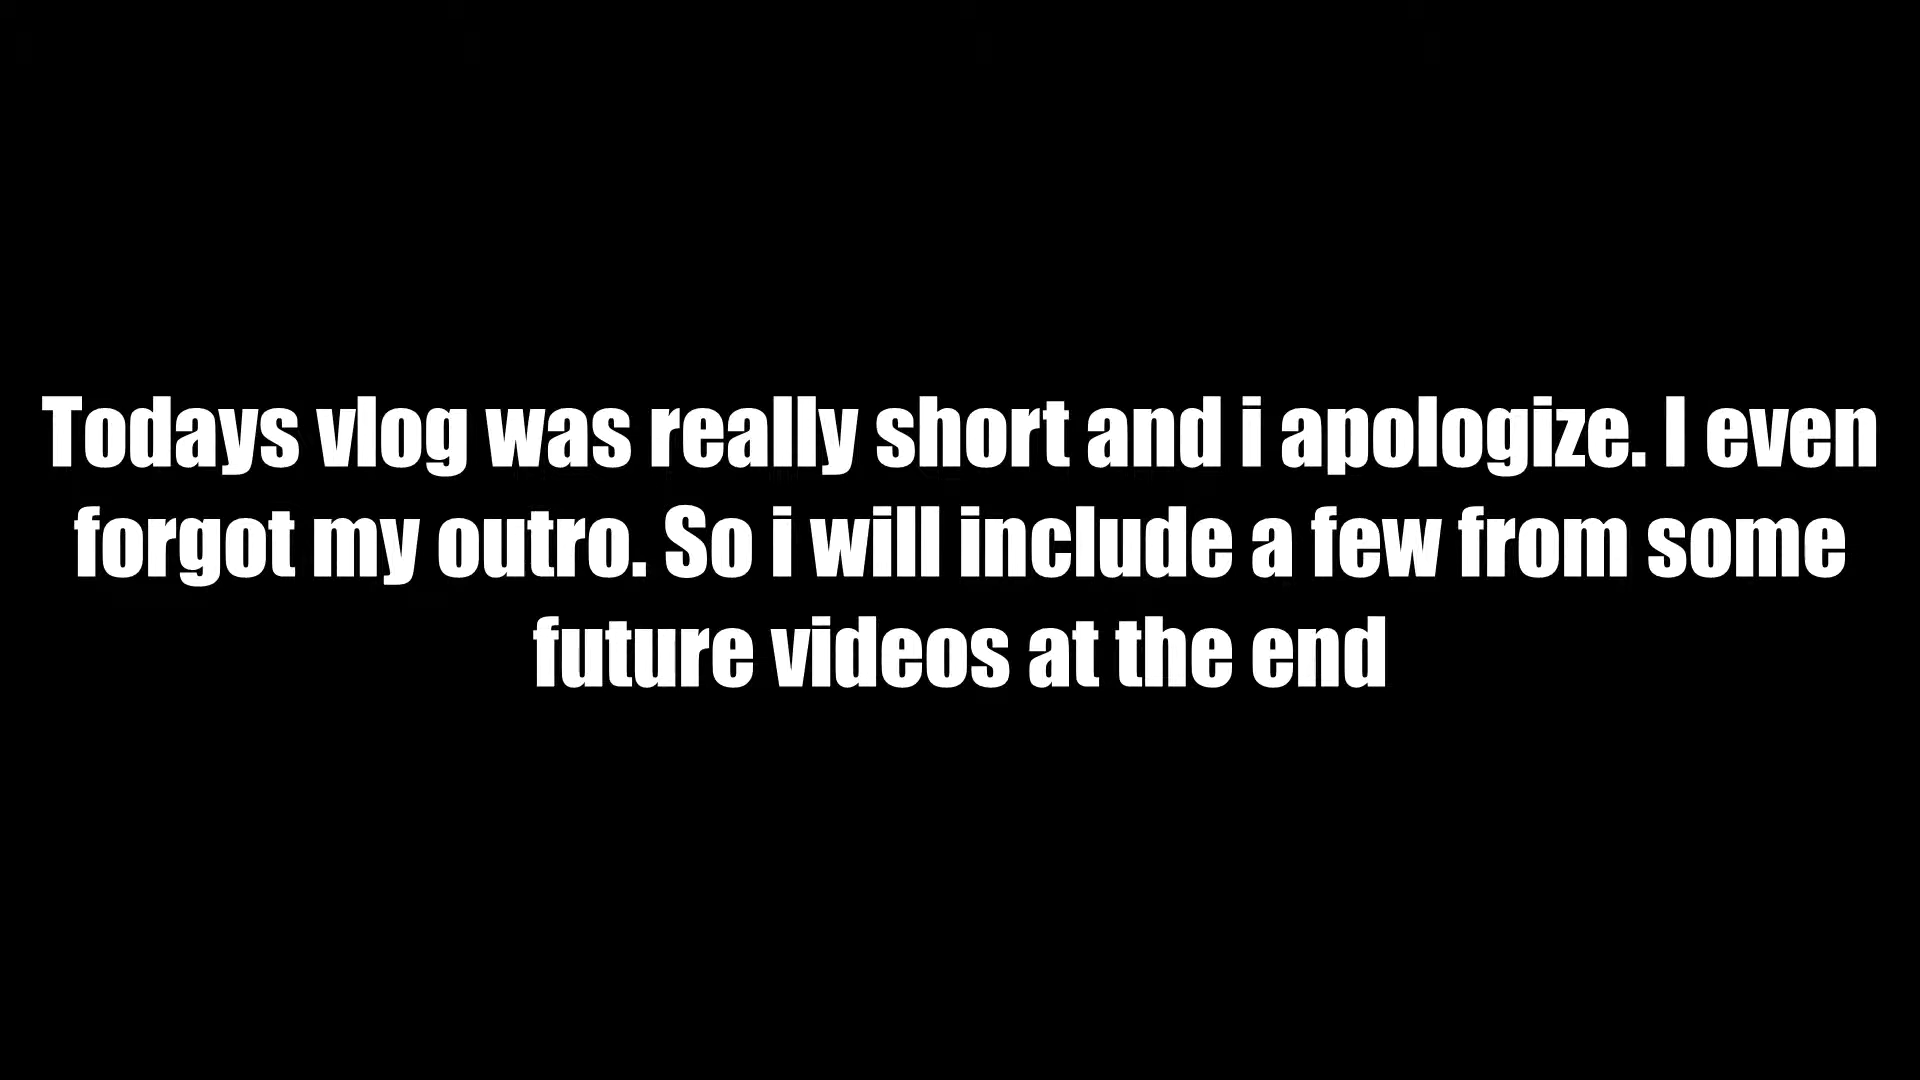 Todays vlog was really short and i apologize. I even
forgot my outro. So i will include a few from some
future videos at the end